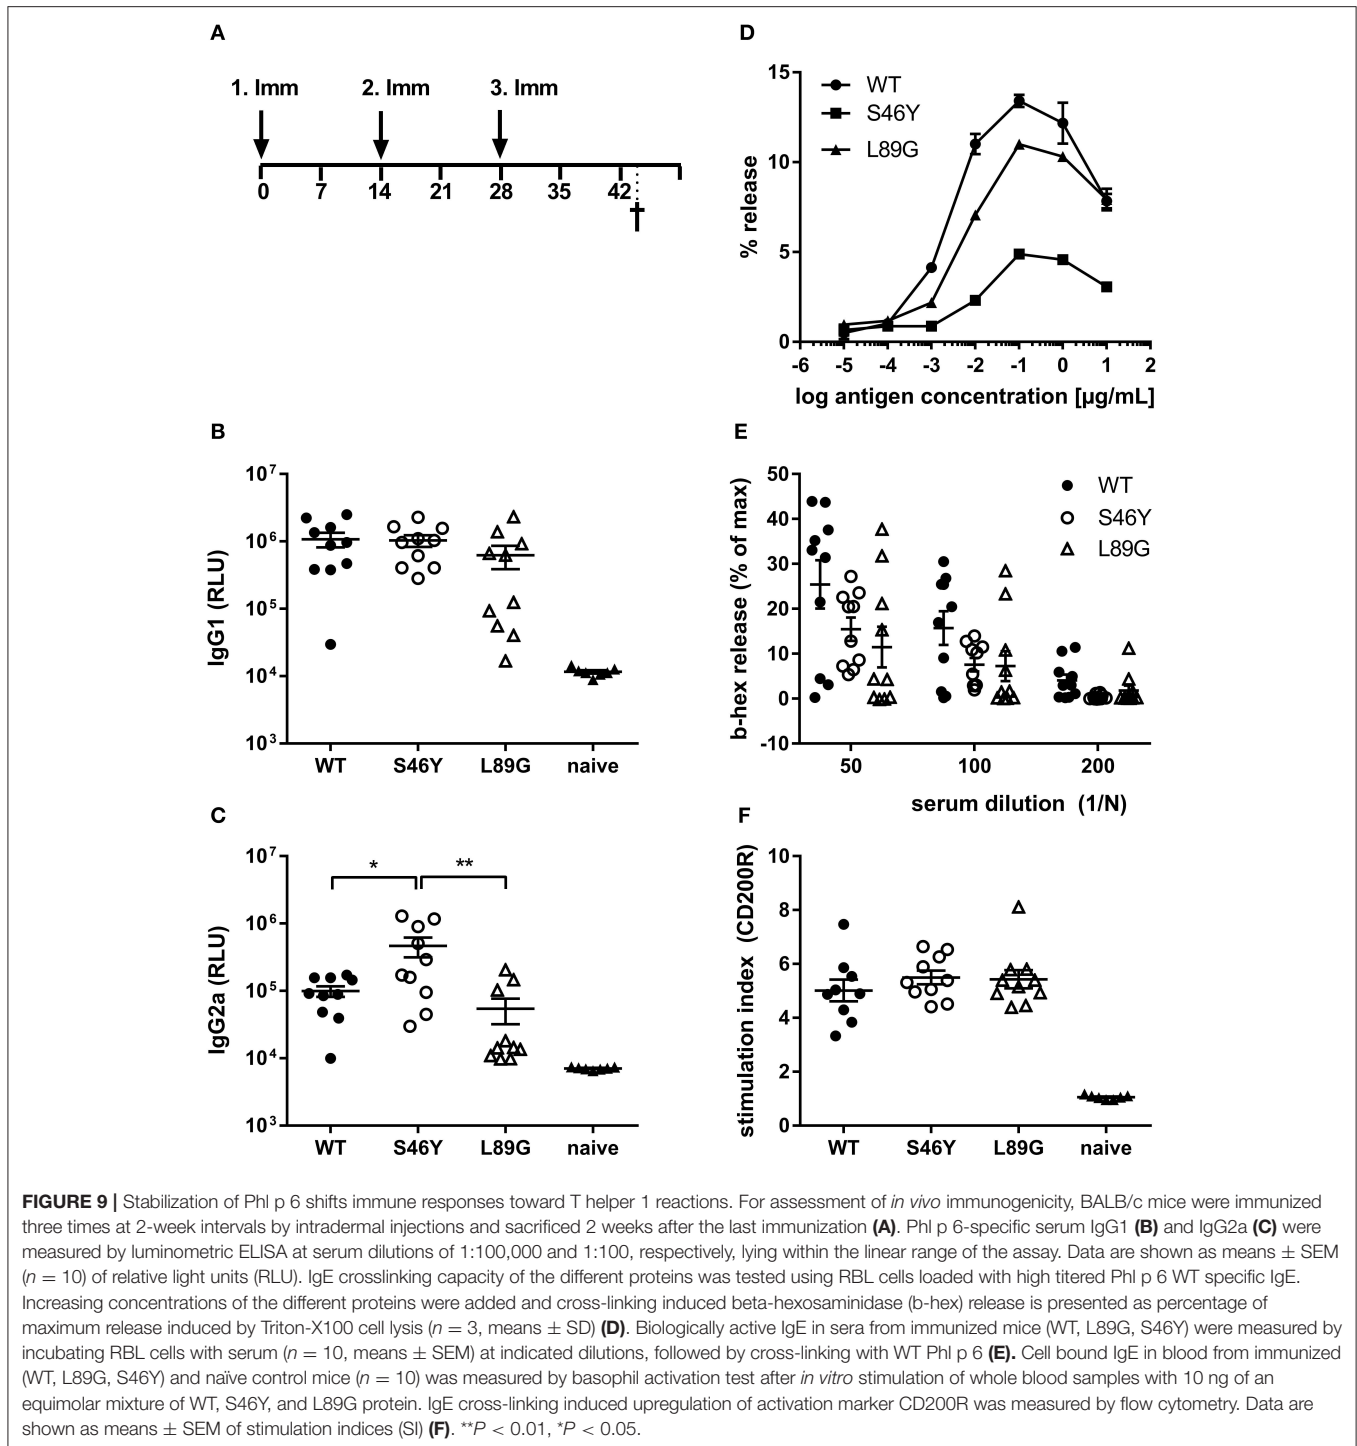 A
1. Imm 2. Imm 3. Imm
0 7 14 21 28 35 42
D
15
10
5
0
% release
WT
S46Y
L89G
-6 -5 -4 -3 -2 -1 0 1 2
log antigen concentration [µg/mL]
B
10⁷
10⁶
10⁵
10⁴
10³
IgG1 (RLU)
WT S46Y L89G naive
E
50
40
30
20
10
0
-10
b-hex release (% of max)
WT
S46Y
L89G
50 100 200
serum dilution (1/N)
C
10⁷
10⁶
10⁵
10⁴
10³
IgG2a (RLU)
* **
WT S46Y L89G naive
F
10
8
6
4
2
0
stimulation index (CD200R)
WT S46Y L89G naive
FIGURE 9 | Stabilization of Phl p 6 shifts immune responses toward T helper 1 reactions. For assessment of in vivo immunogenicity, BALB/c mice were immunized
three times at 2-week intervals by intradermal injections and sacrificed 2 weeks after the last immunization (A). Phl p 6-specific serum IgG1 (B) and IgG2a (C) were
measured by luminometric ELISA at serum dilutions of 1:100,000 and 1:100, respectively, lying within the linear range of the assay. Data are shown as means ± SEM
(n = 10) of relative light units (RLU). IgE crosslinking capacity of the different proteins was tested using RBL cells loaded with high titered Phl p 6 WT specific IgE.
Increasing concentrations of the different proteins were added and cross-linking induced beta-hexosaminidase (b-hex) release is presented as percentage of
maximum release induced by Triton-X100 cell lysis (n = 3, means ± SD) (D). Biologically active IgE in sera from immunized mice (WT, L89G, S46Y) were measured by
incubating RBL cells with serum (n = 10, means ± SEM) at indicated dilutions, followed by cross-linking with WT Phl p 6 (E). Cell bound IgE in blood from immunized
(WT, L89G, S46Y) and naïve control mice (n = 10) was measured by basophil activation test after in vitro stimulation of whole blood samples with 10 ng of an
equimolar mixture of WT, S46Y, and L89G protein. IgE cross-linking induced upregulation of activation marker CD200R was measured by flow cytometry. Data are
shown as means ± SEM of stimulation indices (SI) (F). **P < 0.01, *P < 0.05.